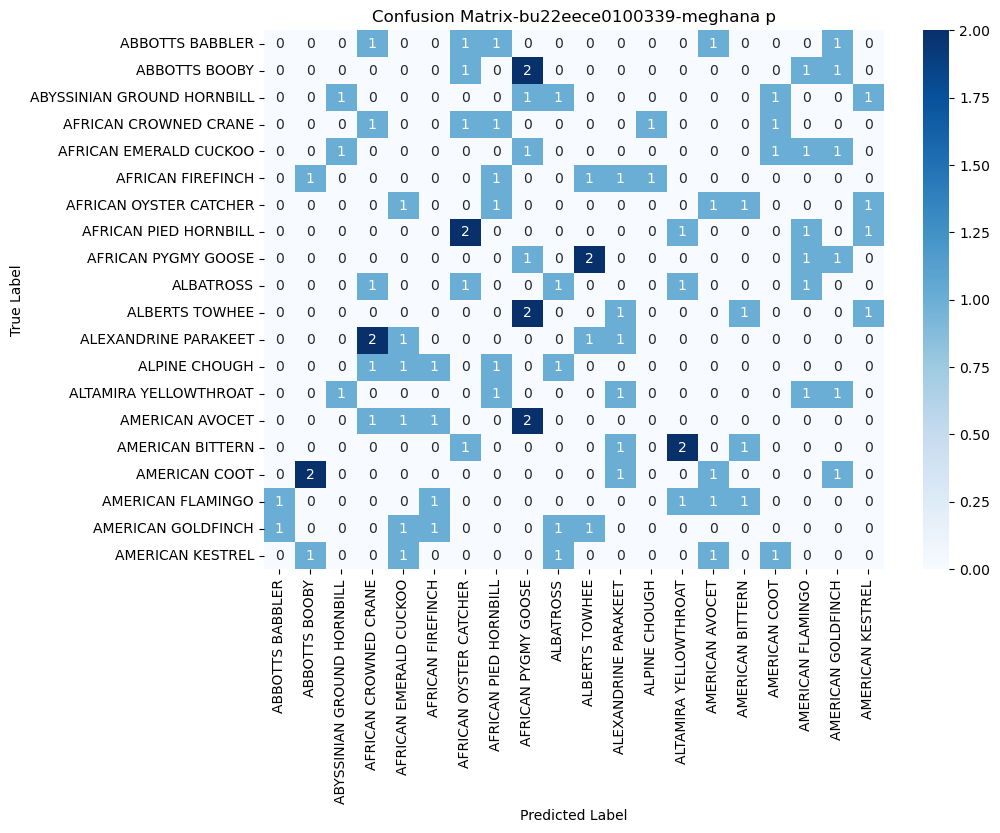 Confusion Matrix-bu22eece0100339-meghana p
True Label
ABBOTTS BABBLER 0 0 0 1 0 0 1 1 0 0 0 0 0 0 1 0 0 0 1 0
ABBOTTS BOOBY 0 0 0 0 0 0 1 0 2 0 0 0 0 0 0 0 0 1 1 0
ABYSSINIAN GROUND HORNBILL 0 0 1 0 0 0 0 0 1 1 0 0 0 0 0 0 1 0 0 1
AFRICAN CROWNED CRANE 0 0 0 1 0 0 1 1 0 0 0 0 1 0 0 0 1 0 0 0
AFRICAN EMERALD CUCKOO 0 0 1 0 0 0 0 0 1 0 0 0 0 0 0 0 1 1 1 0
AFRICAN FIREFINCH 0 1 0 0 0 0 0 1 0 0 1 1 1 0 0 0 0 0 0 0
AFRICAN OYSTER CATCHER 0 0 0 0 1 0 0 1 0 0 0 0 0 0 1 1 0 0 0 1
AFRICAN PIED HORNBILL 0 0 0 0 0 0 2 0 0 0 0 0 0 1 0 0 0 1 0 1
AFRICAN PYGMY GOOSE 0 0 0 0 0 0 0 0 1 0 2 0 0 0 0 0 0 1 1 0
ALBATROSS 0 0 0 1 0 0 1 0 0 1 0 0 0 1 0 0 0 1 0 0
ALBERTS TOWHEE 0 0 0 0 0 0 0 0 2 0 0 1 0 0 0 1 0 0 0 1
ALEXANDRINE PARAKEET 0 0 0 2 1 0 0 0 0 0 1 1 0 0 0 0 0 0 0 0
ALPINE CHOUGH 0 0 0 1 1 1 0 1 0 1 0 0 0 0 0 0 0 0 0 0
ALTAMIRA YELLOWTHROAT 0 0 1 0 0 0 0 1 0 0 0 1 0 0 0 0 0 1 1 0
AMERICAN AVOCET 0 0 0 1 1 1 0 0 2 0 0 0 0 0 0 0 0 0 0 0
AMERICAN BITTERN 0 0 0 0 0 0 1 0 0 0 0 1 0 2 0 1 0 0 0 0
AMERICAN COOT 0 2 0 0 0 0 0 0 0 0 0 1 0 0 1 0 0 0 1 0
AMERICAN FLAMINGO 1 0 0 0 0 1 0 0 0 0 0 0 0 1 1 1 0 0 0 0
AMERICAN GOLDFINCH 1 0 0 0 1 1 0 0 0 1 1 0 0 0 0 0 0 0 0 0
AMERICAN KESTREL 0 1 0 0 1 0 0 0 0 1 0 0 0 0 1 0 1 0 0 0
ABBOTTS BABBLER
ABBOTTS BOOBY
ABYSSINIAN GROUND HORNBILL
AFRICAN CROWNED CRANE
AFRICAN EMERALD CUCKOO
AFRICAN FIREFINCH
AFRICAN OYSTER CATCHER
AFRICAN PIED HORNBILL
AFRICAN PYGMY GOOSE
ALBATROSS
ALBERTS TOWHEE
ALEXANDRINE PARAKEET
ALPINE CHOUGH
ALTAMIRA YELLOWTHROAT
AMERICAN AVOCET
AMERICAN BITTERN
AMERICAN COOT
AMERICAN FLAMINGO
AMERICAN GOLDFINCH
AMERICAN KESTREL
Predicted Label
2.00
1.75
1.50
1.25
1.00
0.75
0.50
0.25
0.00